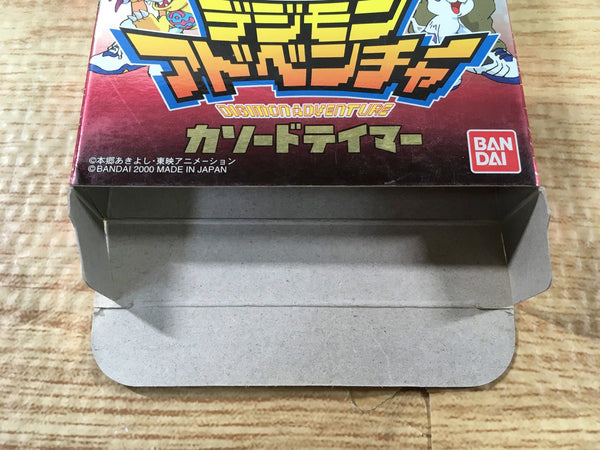 デジモン
アドベンチャー
DIGIMON ADVENTURE
カソードテイマー
©本郷あきよし・東映アニメーション
©BANDAI 2000 MADE IN JAPAN
BAN
DAI